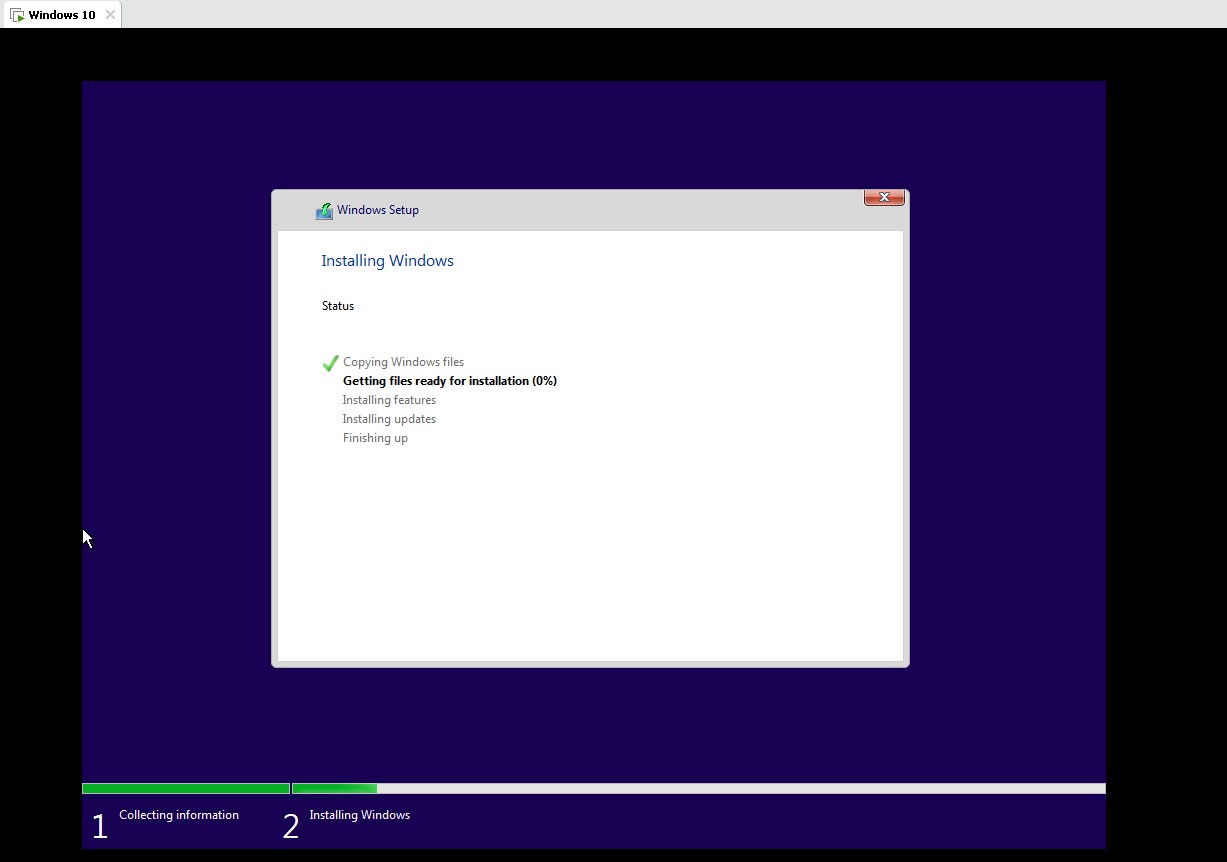 Windows 10
Windows Setup
Installing Windows
Status
Copying Windows files
Getting files ready for installation (0%)
Installing features
Installing updates
Finishing up
1 Collecting information
2 Installing Windows